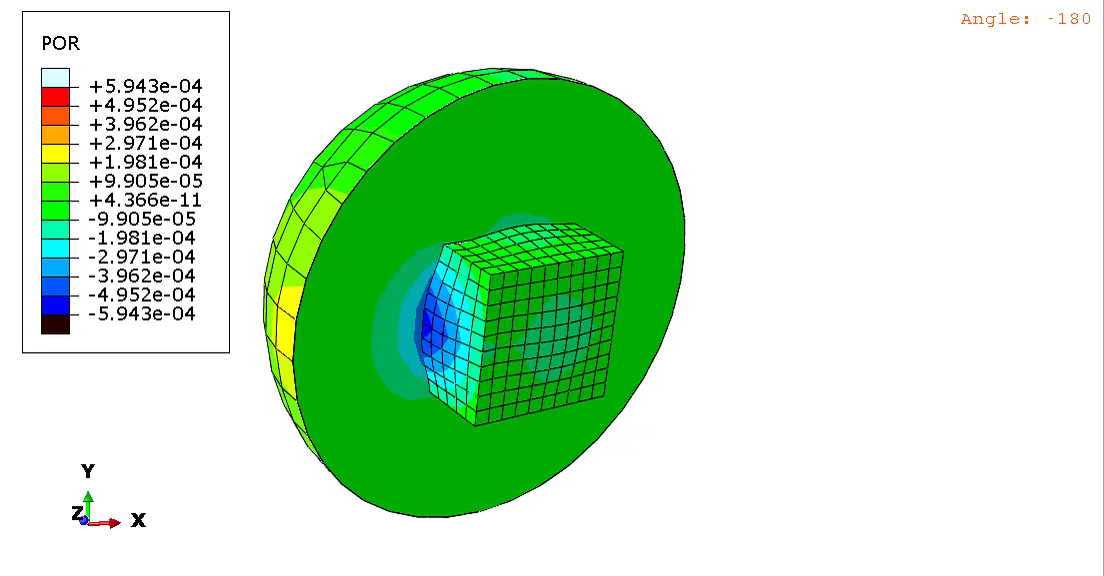 Angle: -180
POR
+5.943e-04
+4.952e-04
+3.962e-04
+2.971e-04
+1.981e-04
+9.905e-05
+4.366e-11
-9.905e-05
-1.981e-04
-2.971e-04
-3.962e-04
-4.952e-04
-5.943e-04
Y
Z
X